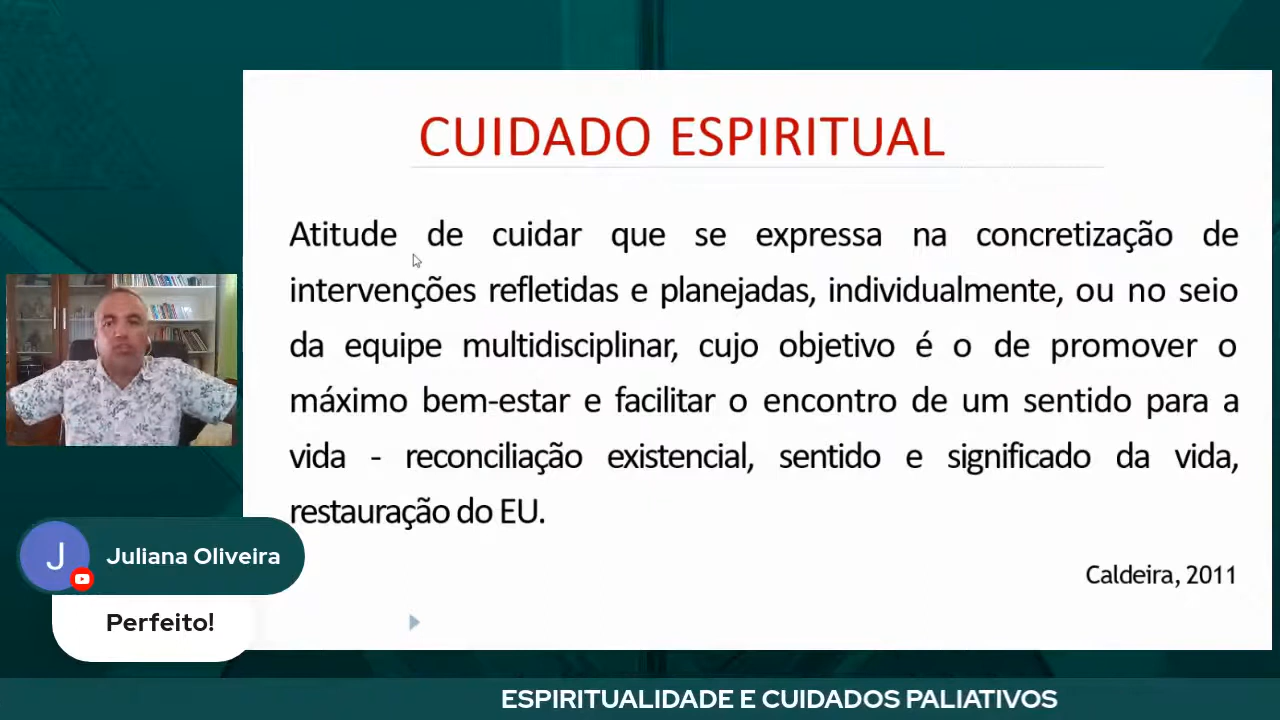 CUIDADO ESPIRITUAL
Atitude de cuidar que se expressa na concretização de
intervenções refletidas e planejadas, individualmente, ou no seio
da equipe multidisciplinar, cujo objetivo é o de promover o
máximo bem-estar e facilitar o encontro de um sentido para a
vida - reconciliação existencial, sentido e significado da vida,
restauração do EU.
Caldeira, 2011
J
Juliana Oliveira
Perfeito!
ESPIRITUALIDADE E CUIDADOS PALIATIVOS